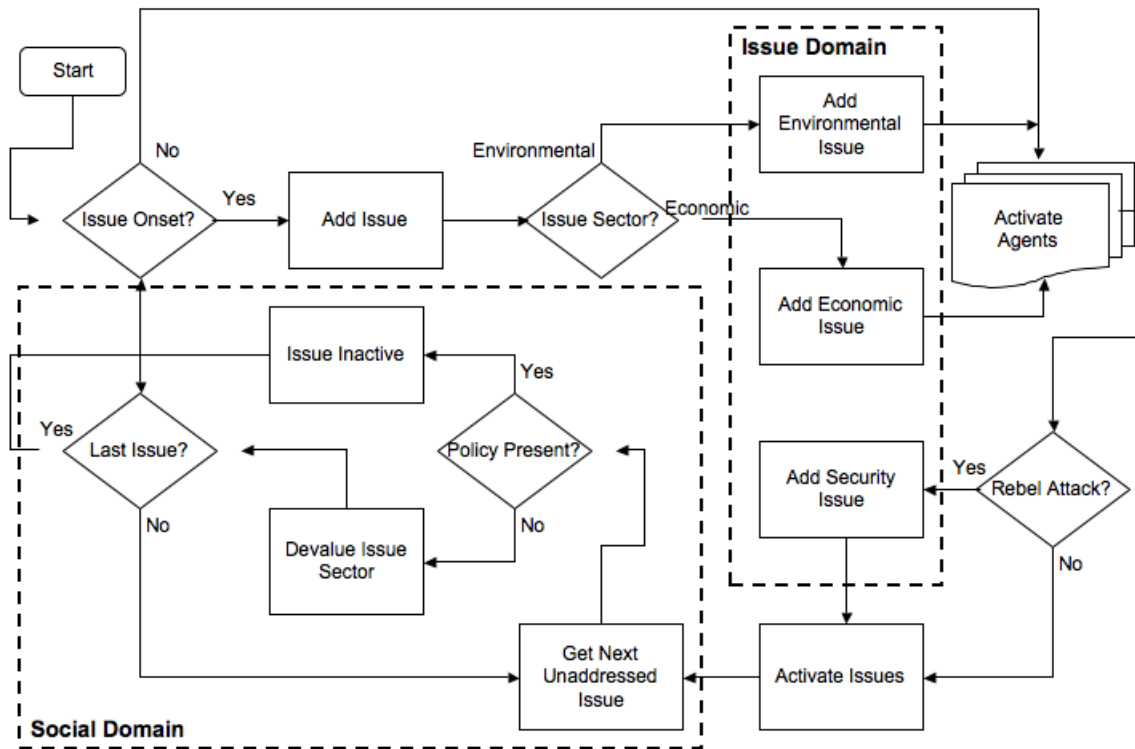 Issue Domain
Start
Add
Environmental
Issue
No
Environmental
Yes
Issue Onset?
Add Issue
Issue Sector?
Economic
Activate
Agents
Add Economic
Issue
Issue Inactive
Yes
Yes
Last Issue?
Policy Present?
Add Security
Issue
Yes
Rebel Attack?
No
No
Devalue Issue
Sector
No
Get Next
Unaddressed
Issue
Activate Issues
Social Domain